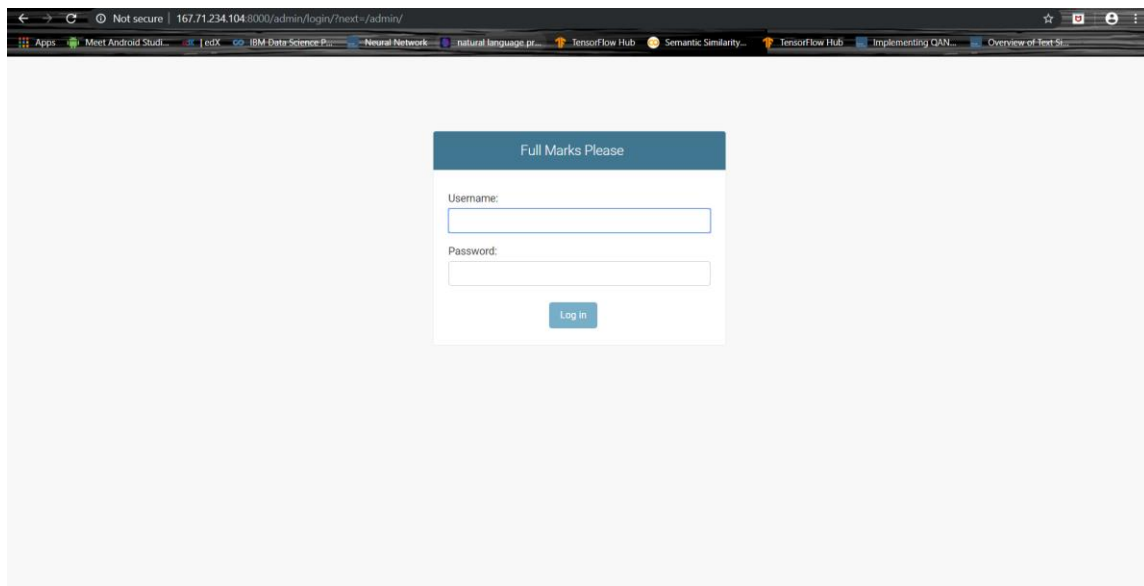 Not secure | 167.71.234.104:8000/admin/login/?next=/admin/
Apps Meet Android Studi... | edX IBM Data Science P... Neural Network natural language pr... TensorFlow Hub Semantic Similarity... TensorFlow Hub Implementing QAN... Overview of Text Si...
Full Marks Please
Username:
Password:
Log in